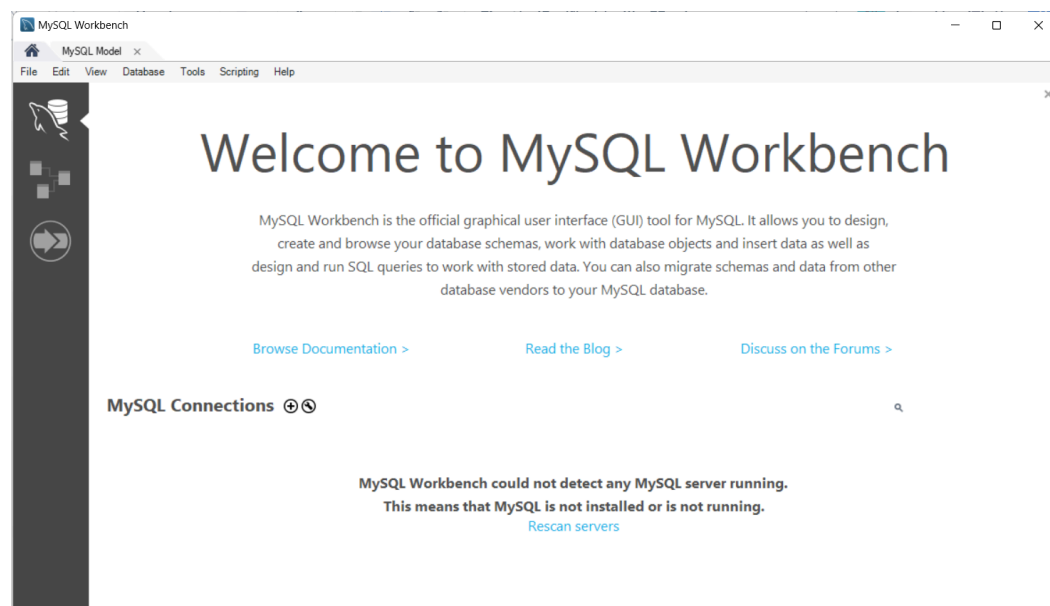 MySQL Workbench
MySQL Model
File Edit View Database Tools Scripting Help
Welcome to MySQL Workbench
MySQL Workbench is the official graphical user interface (GUI) tool for MySQL. It allows you to design,
create and browse your database schemas, work with database objects and insert data as well as
design and run SQL queries to work with stored data. You can also migrate schemas and data from other
database vendors to your MySQL database.
Browse Documentation > Read the Blog > Discuss on the Forums >
MySQL Connections
MySQL Workbench could not detect any MySQL server running.
This means that MySQL is not installed or is not running.
Rescan servers